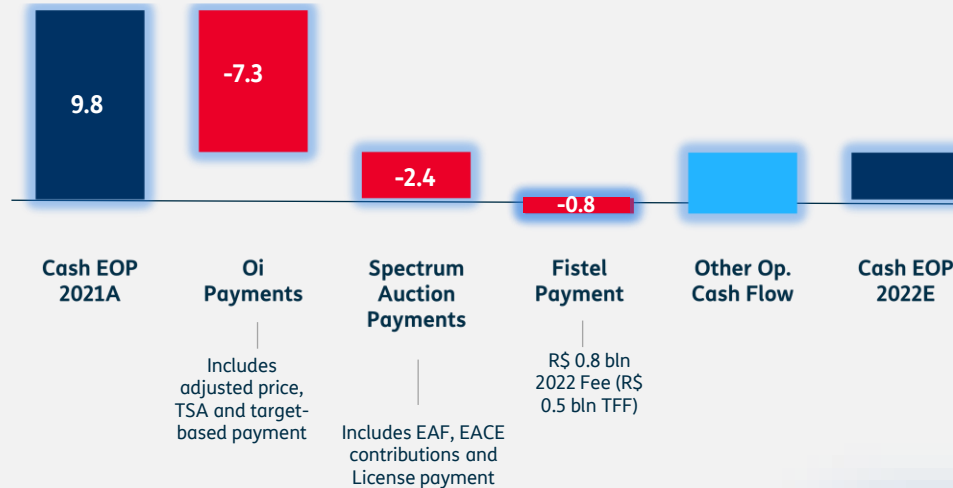 9.8
-7.3
-2.4
-0.8
Cash EOP
2021A
Oi
Payments
Spectrum
Auction
Payments
Fistel
Payment
Other Op.
Cash Flow
Cash EOP
2022E
Includes
adjusted price,
TSA and target-
based payment
Includes EAF, EACE
contributions and
License payment
R$ 0.8 bln
2022 Fee (R$
0.5 bln TFF)